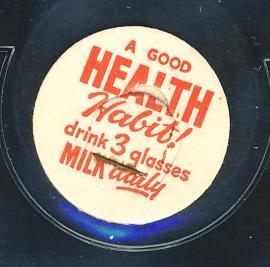 A GOOD
HEALTH
Habit!
drink 3 glasses
MILK daily